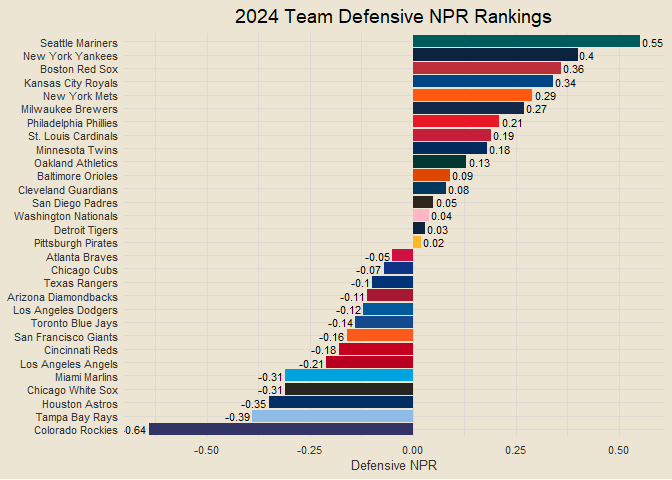 2024 Team Defensive NPR Rankings
Seattle Mariners 0.55
New York Yankees 0.4
Boston Red Sox 0.36
Kansas City Royals 0.34
New York Mets 0.29
Milwaukee Brewers 0.27
Philadelphia Phillies 0.21
St. Louis Cardinals 0.19
Minnesota Twins 0.18
Oakland Athletics 0.13
Baltimore Orioles 0.09
Cleveland Guardians 0.08
San Diego Padres 0.05
Washington Nationals 0.04
Detroit Tigers 0.03
Pittsburgh Pirates 0.02
Atlanta Braves -0.05
Chicago Cubs -0.07
Texas Rangers -0.1
Arizona Diamondbacks -0.11
Los Angeles Dodgers -0.12
Toronto Blue Jays -0.14
San Francisco Giants -0.16
Cincinnati Reds -0.18
Los Angeles Angels -0.21
Miami Marlins -0.31
Chicago White Sox -0.31
Houston Astros -0.35
Tampa Bay Rays -0.39
Colorado Rockies -0.64
-0.50 -0.25 0.00 0.25 0.50
Defensive NPR